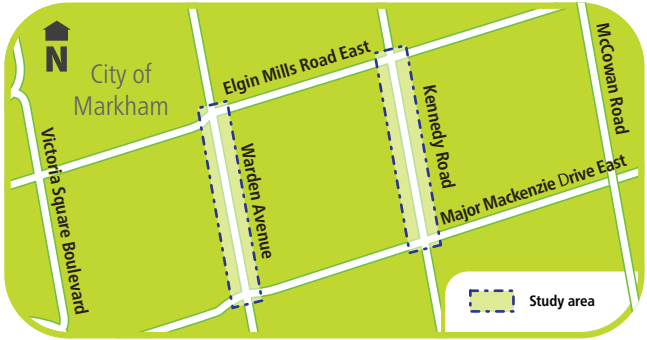 N
City of
Markham
Elgin Mills Road East
McCowan Road
Kennedy Road
Victoria Square Boulevard
Warden Avenue
Major Mackenzie Drive East
Study area